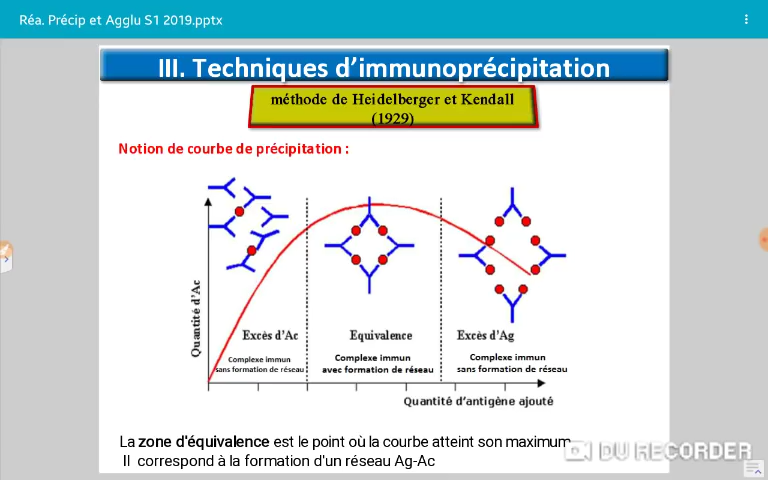 Réa. Précip et Agglu S1 2019.pptx
III. Techniques d’immunoprécipitation
méthode de Heidelberger et Kendall
(1929)
Notion de courbe de précipitation :
Quantité d'Ac
Excès d'Ac
Equivalence
Excès d'Ag
Complexe immun
sans formation de réseau
Complexe immun
avec formation de réseau
Complexe immun
sans formation de réseau
Quantité d'antigène ajouté
La zone d'équivalence est le point où la courbe atteint son maximum
Il correspond à la formation d'un réseau Ag-Ac
DU RECORDER